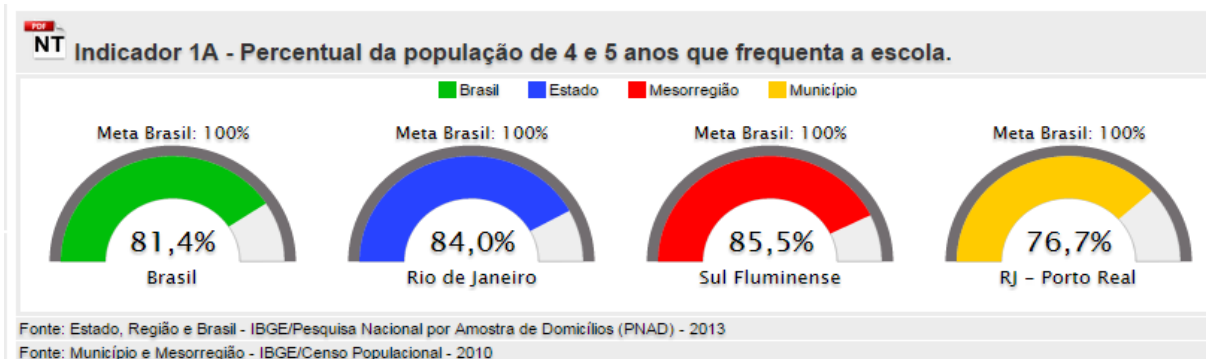 PDF
NT Indicador 1A - Percentual da população de 4 e 5 anos que frequenta a escola.
Brasil Estado Mesorregião Município
Meta Brasil: 100% Meta Brasil: 100% Meta Brasil: 100% Meta Brasil: 100%
81,4% 84,0% 85,5% 76,7%
Brasil Rio de Janeiro Sul Fluminense RJ – Porto Real
Fonte: Estado, Região e Brasil - IBGE/Pesquisa Nacional por Amostra de Domicílios (PNAD) - 2013
Fonte: Município e Mesorregião - IBGE/Censo Populacional - 2010